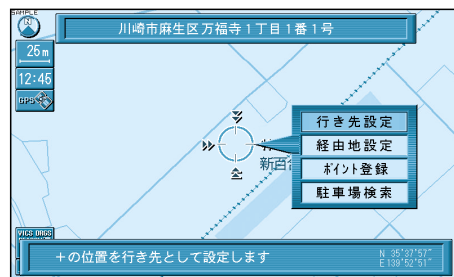 SAMPLE
N
川崎市麻生区万福寺1丁目1番1号
25m
12:45
GPS
行き先設定
経由地設定
ポイント登録
駐車場検索
新百
VICS
+の位置を行き先として設定します
N 35°37'57"
E 139°52'51"